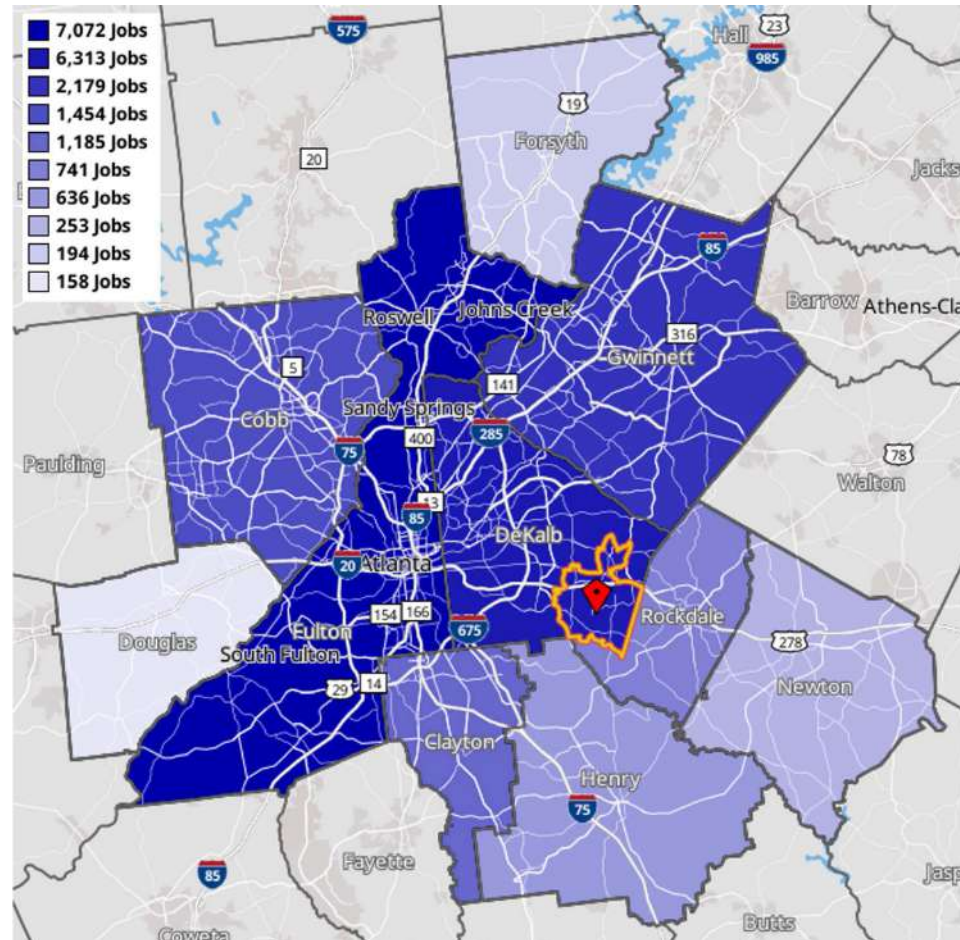 7,072 Jobs
6,313 Jobs
2,179 Jobs
1,454 Jobs
1,185 Jobs
741 Jobs
636 Jobs
253 Jobs
194 Jobs
158 Jobs
575
23
Hall
985
19
Forsyth
20
Jacks
85
Barrow
Athens-Cla
Roswell
Johns Creek
316
Gwinnett
5
141
Sandy Springs
Cobb
400
285
75
Paulding
78
Walton
13
85
DeKalb
20
Atlanta
154
166
Rockdale
Douglas
Fulton
675
278
South Fulton
29
14
Newton
Clayton
Henry
75
Fayette
85
Jasp
Butts
Coweta